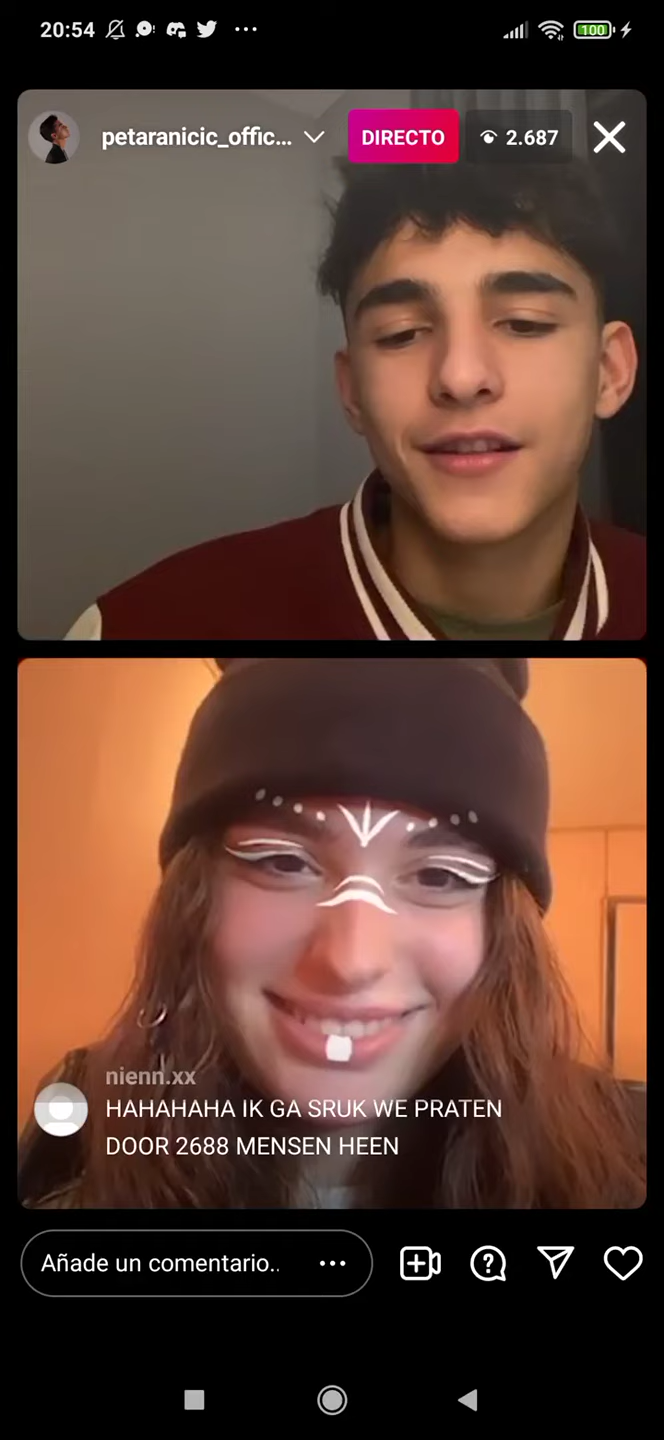 20:54
100
petaranicic_offic...
DIRECTO
2.687
nienn.xx
HAHAHAHA IK GA SRUK WE PRATEN
DOOR 2688 MENSEN HEEN
Añade un comentario..